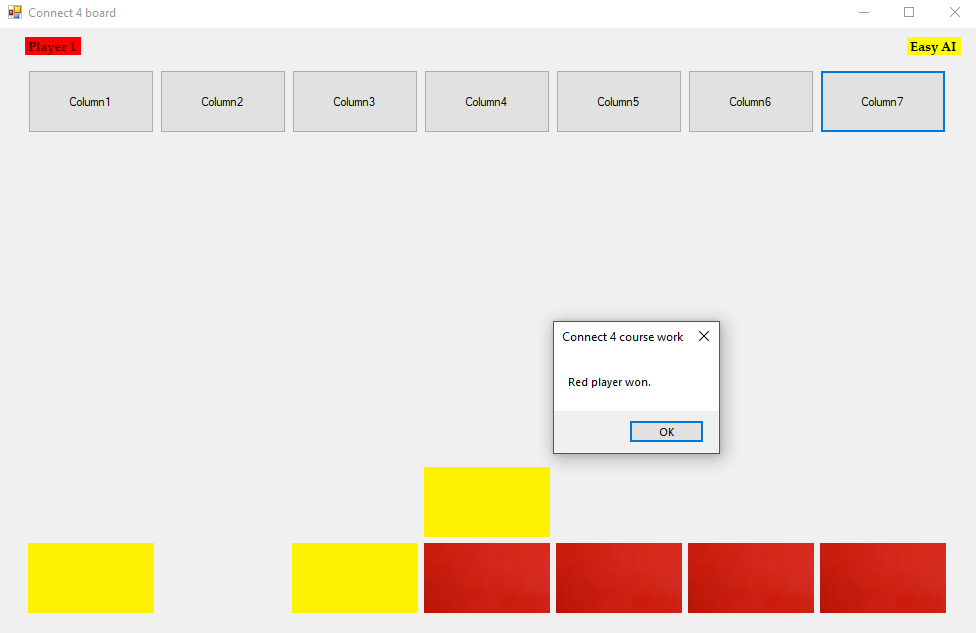 Connect 4 board
Player 1
Easy AI
Column1 Column2 Column3 Column4 Column5 Column6 Column7
Connect 4 course work
Red player won.
OK